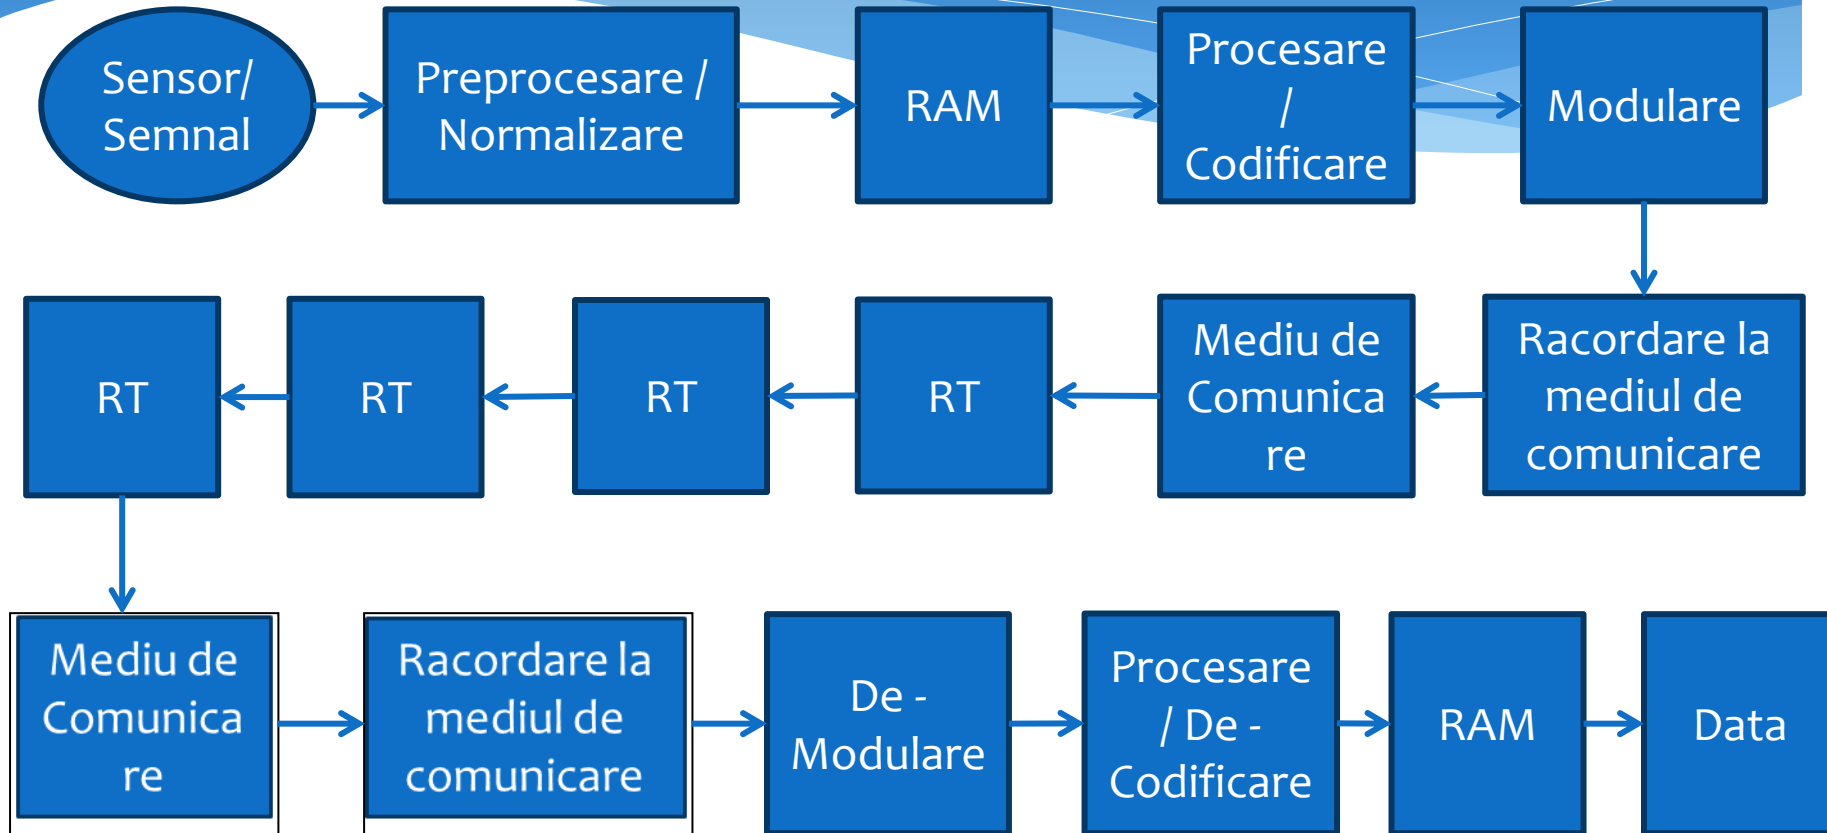 Sensor/
Semnal
Preprocesare /
Normalizare
RAM
Procesare
/
Codificare
Modulare
RT
RT
RT
RT
Mediu de
Comunica
re
Racordare la
mediul de
comunicare
Mediu de
Comunica
re
Racordare la
mediul de
comunicare
De -
Modulare
Procesare
/ De -
Codificare
RAM
Data